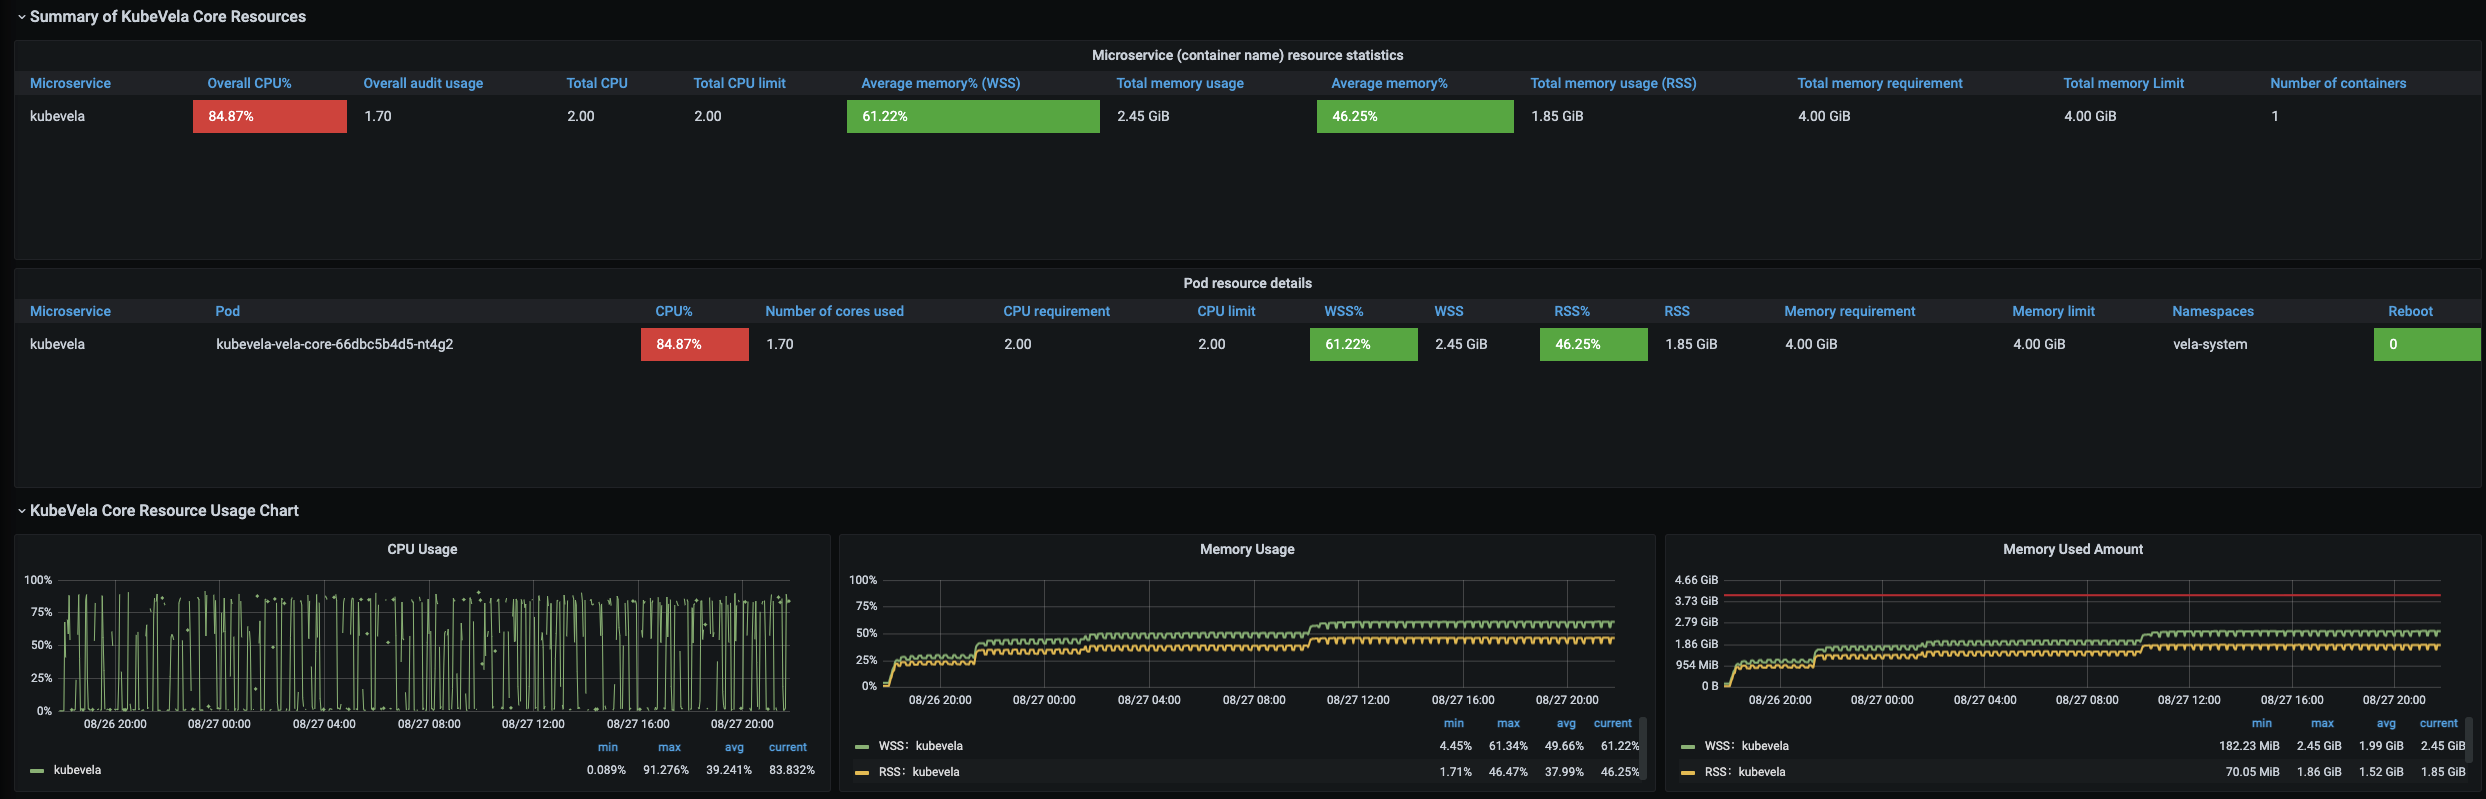 Summary of KubeVela Core Resources
Microservice (container name) resource statistics
Microservice Overall CPU% Overall audit usage Total CPU Total CPU limit Average memory% (WSS) Total memory usage Average memory% Total memory usage (RSS) Total memory requirement Total memory Limit Number of containers
kubevela 84.87% 1.70 2.00 2.00 61.22% 2.45 GiB 46.25% 1.85 GiB 4.00 GiB 4.00 GiB 1
Pod resource details
Microservice Pod CPU% Number of cores used CPU requirement CPU limit WSS% WSS RSS% RSS Memory requirement Memory limit Namespaces Reboot
kubevela kubevela-vela-core-66dbc5b4d5-nt4g2 84.87% 1.70 2.00 2.00 61.22% 2.45 GiB 46.25% 1.85 GiB 4.00 GiB 4.00 GiB vela-system 0
KubeVela Core Resource Usage Chart
CPU Usage
100%
75%
50%
25%
0%
08/26 20:00 08/27 00:00 08/27 04:00 08/27 08:00 08/27 12:00 08/27 16:00 08/27 20:00
min max avg current
kubevela 0.089% 91.276% 39.241% 83.832%
Memory Usage
100%
75%
50%
25%
0%
08/26 20:00 08/27 00:00 08/27 04:00 08/27 08:00 08/27 12:00 08/27 16:00 08/27 20:00
min max avg current
WSS: kubevela 4.45% 61.34% 49.66% 61.22%
RSS: kubevela 1.71% 46.47% 37.99% 46.25%
Memory Used Amount
4.66 GiB
3.73 GiB
2.79 GiB
1.86 GiB
954 MiB
0 B
08/26 20:00 08/27 00:00 08/27 04:00 08/27 08:00 08/27 12:00 08/27 16:00 08/27 20:00
min max avg current
WSS: kubevela 182.23 MiB 2.45 GiB 1.99 GiB 2.45 GiB
RSS: kubevela 70.05 MiB 1.86 GiB 1.52 GiB 1.85 GiB